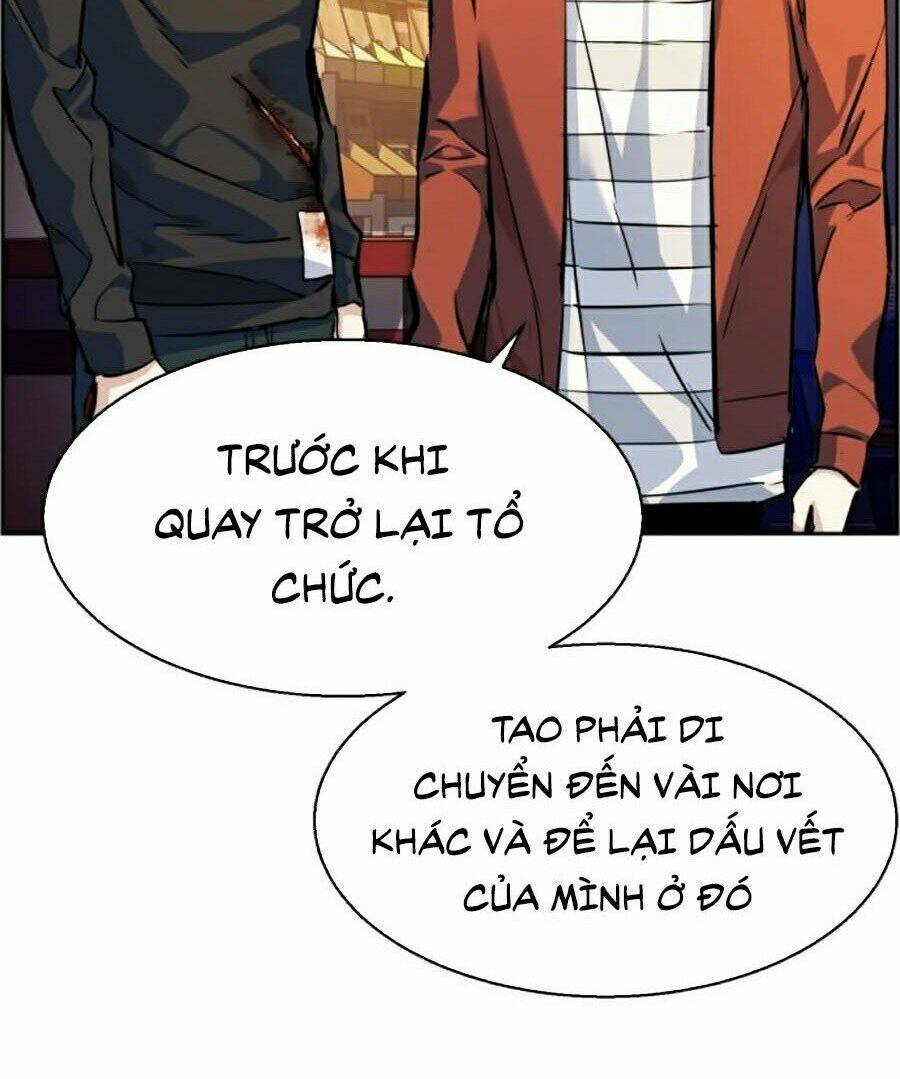 TRƯỚC KHI
QUAY TRỞ LẠI TỔ
CHỨC.
TAO PHẢI DI
CHUYỂN ĐẾN VÀI NƠI
KHÁC VÀ ĐỂ LẠI DẤU VẾT
CỦA MÌNH Ở ĐÓ